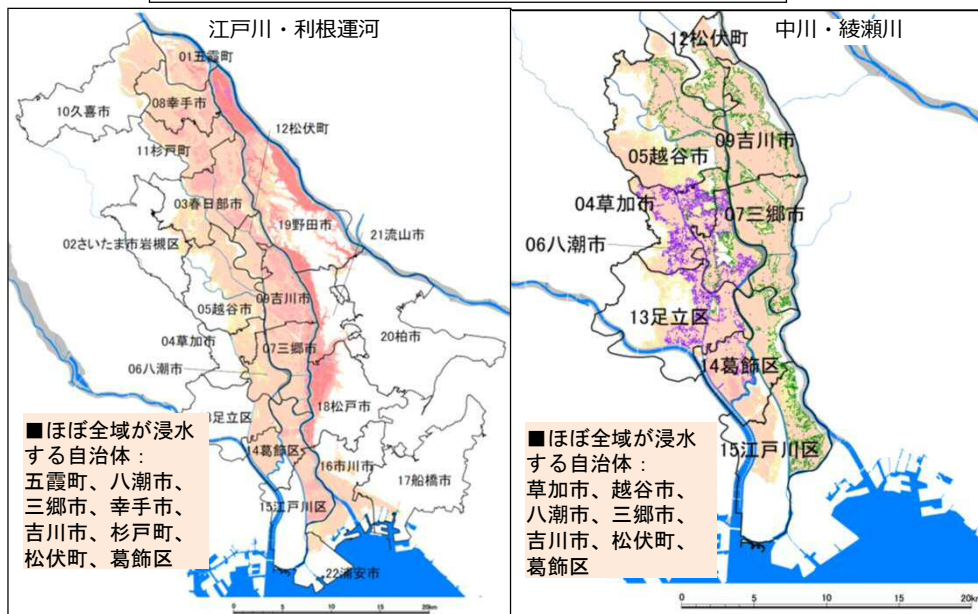 江戸川・利根運河
01五霞町
10久喜市
08幸手市
12松伏町
11杉戸町
03春日部市
19野田市
21流山市
02さいたま市岩槻区
09吉川市
05越谷市
20柏市
04草加市
07三郷市
06八潮市
18松戸市
足立区
14葛飾区
16市川市
17船橋市
15江戸川区
22浦安市
■ほぼ全域が浸水
する自治体：
五霞町、八潮市、
三郷市、幸手市、
吉川市、杉戸町、
松伏町、葛飾区
0 5 10 20km
中川・綾瀬川
12松伏町
09吉川市
05越谷市
04草加市
07三郷市
06八潮市
13足立区
14葛飾区
15江戸川区
■ほぼ全域が浸水
する自治体：
草加市、越谷市、
八潮市、三郷市、
吉川市、松伏町、
葛飾区
0 5 10 20km